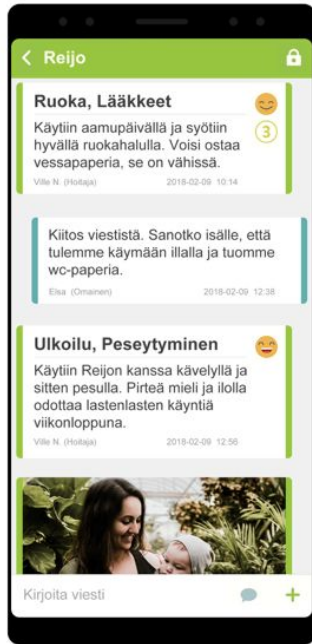 Reijo
Ruoka, Lääkkeet
Käytiin aamupäivällä ja syötiin
hyvällä ruokahalulla. Voisi ostaa
vessapaperia, se on vähissä.
3
Ville N. (Hoitaja) 2018-02-09 10:14
Kiitos viestistä. Sanotko isälle, että
tulemme käymään illalla ja tuomme
wc-paperia.
Elsa (Omainen) 2018-02-09 12:38
Ulkoilu, Peseytyminen
Käytiin Reijon kanssa kävelyllä ja
sitten pesulla. Pirteä mieli ja ilolla
odottaa lastenlasten käyntiä
viikonloppuna.
Ville N. (Hoitaja) 2018-02-09 12:56
Kirjoita viesti